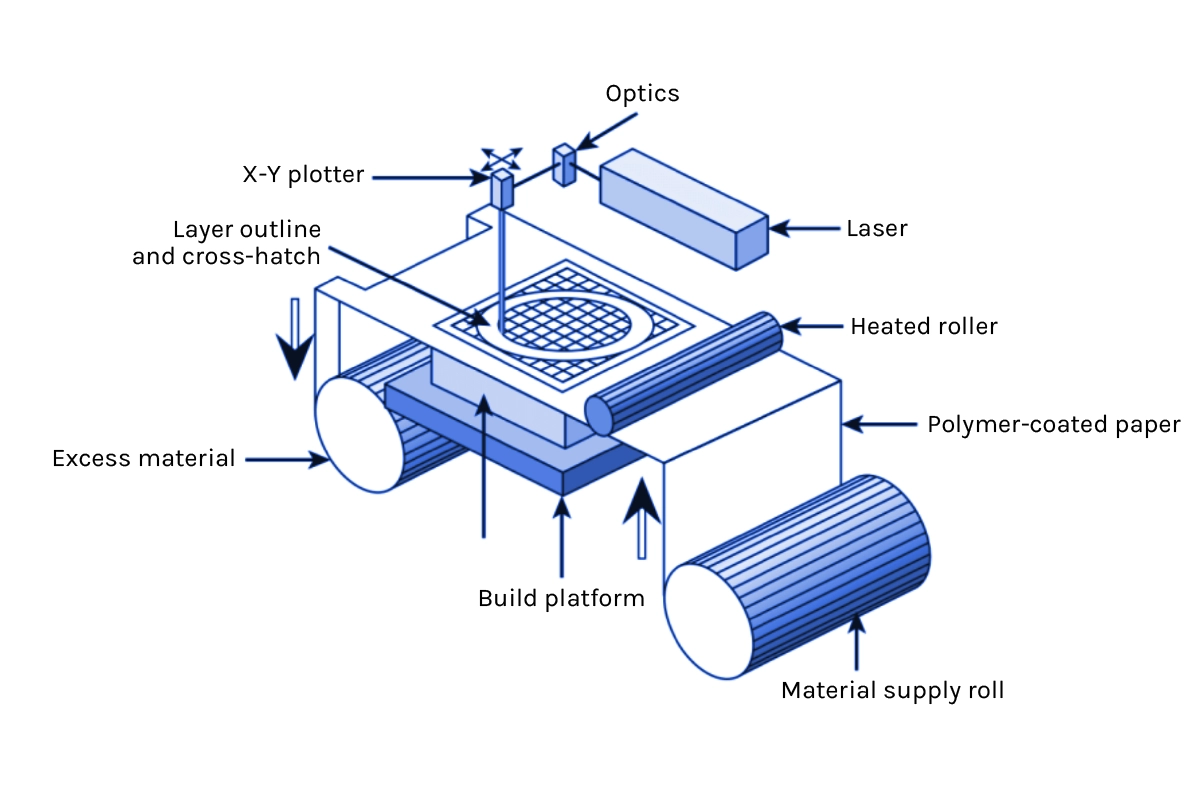 Optics
X-Y plotter
Layer outline
and cross-hatch
Laser
Heated roller
Polymer-coated paper
Excess material
Build platform
Material supply roll